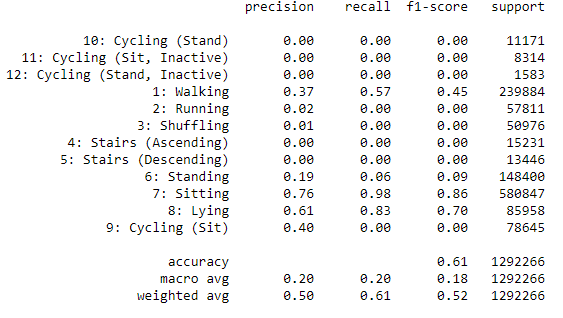 precision recall f1-score support
10: Cycling (Stand) 0.00 0.00 0.00 11171
11: Cycling (Sit, Inactive) 0.00 0.00 0.00 8314
12: Cycling (Stand, Inactive) 0.00 0.00 0.00 1583
1: Walking 0.37 0.57 0.45 239884
2: Running 0.02 0.00 0.00 57811
3: Shuffling 0.01 0.00 0.00 50976
4: Stairs (Ascending) 0.00 0.00 0.00 15231
5: Stairs (Descending) 0.00 0.00 0.00 13446
6: Standing 0.19 0.06 0.09 148400
7: Sitting 0.76 0.98 0.86 580847
8: Lying 0.61 0.83 0.70 85958
9: Cycling (Sit) 0.40 0.00 0.00 78645
accuracy 0.61 1292266
macro avg 0.20 0.20 0.18 1292266
weighted avg 0.50 0.61 0.52 1292266